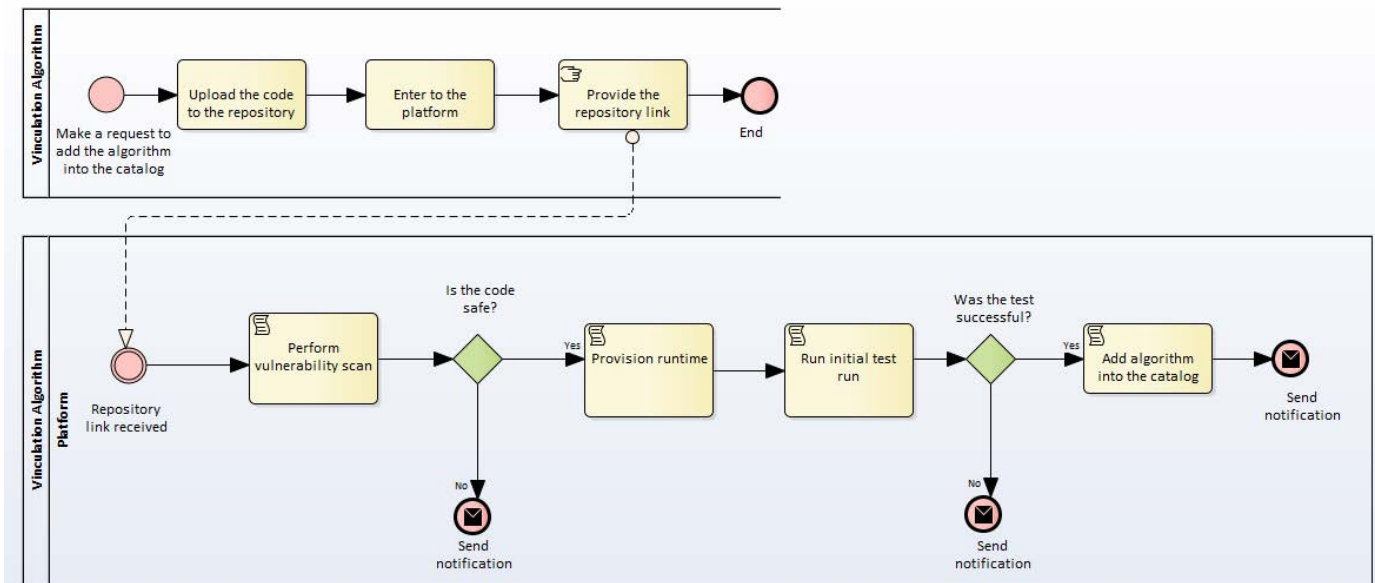 Vinculation Algorithm
Upload the code
to the repository
Enter to the
platform
Provide the
repository link
Make a request to
add the algorithm
into the catalog
End
Vinculation Algorithm
Platform
Repository
link received
Perform
vulnerability scan
Is the code
safe?
Yes
No
Send
notification
Provision runtime
Run initial test
run
Was the test
successful?
Yes
No
Send
notification
Add algorithm
into the catalog
Send
notification